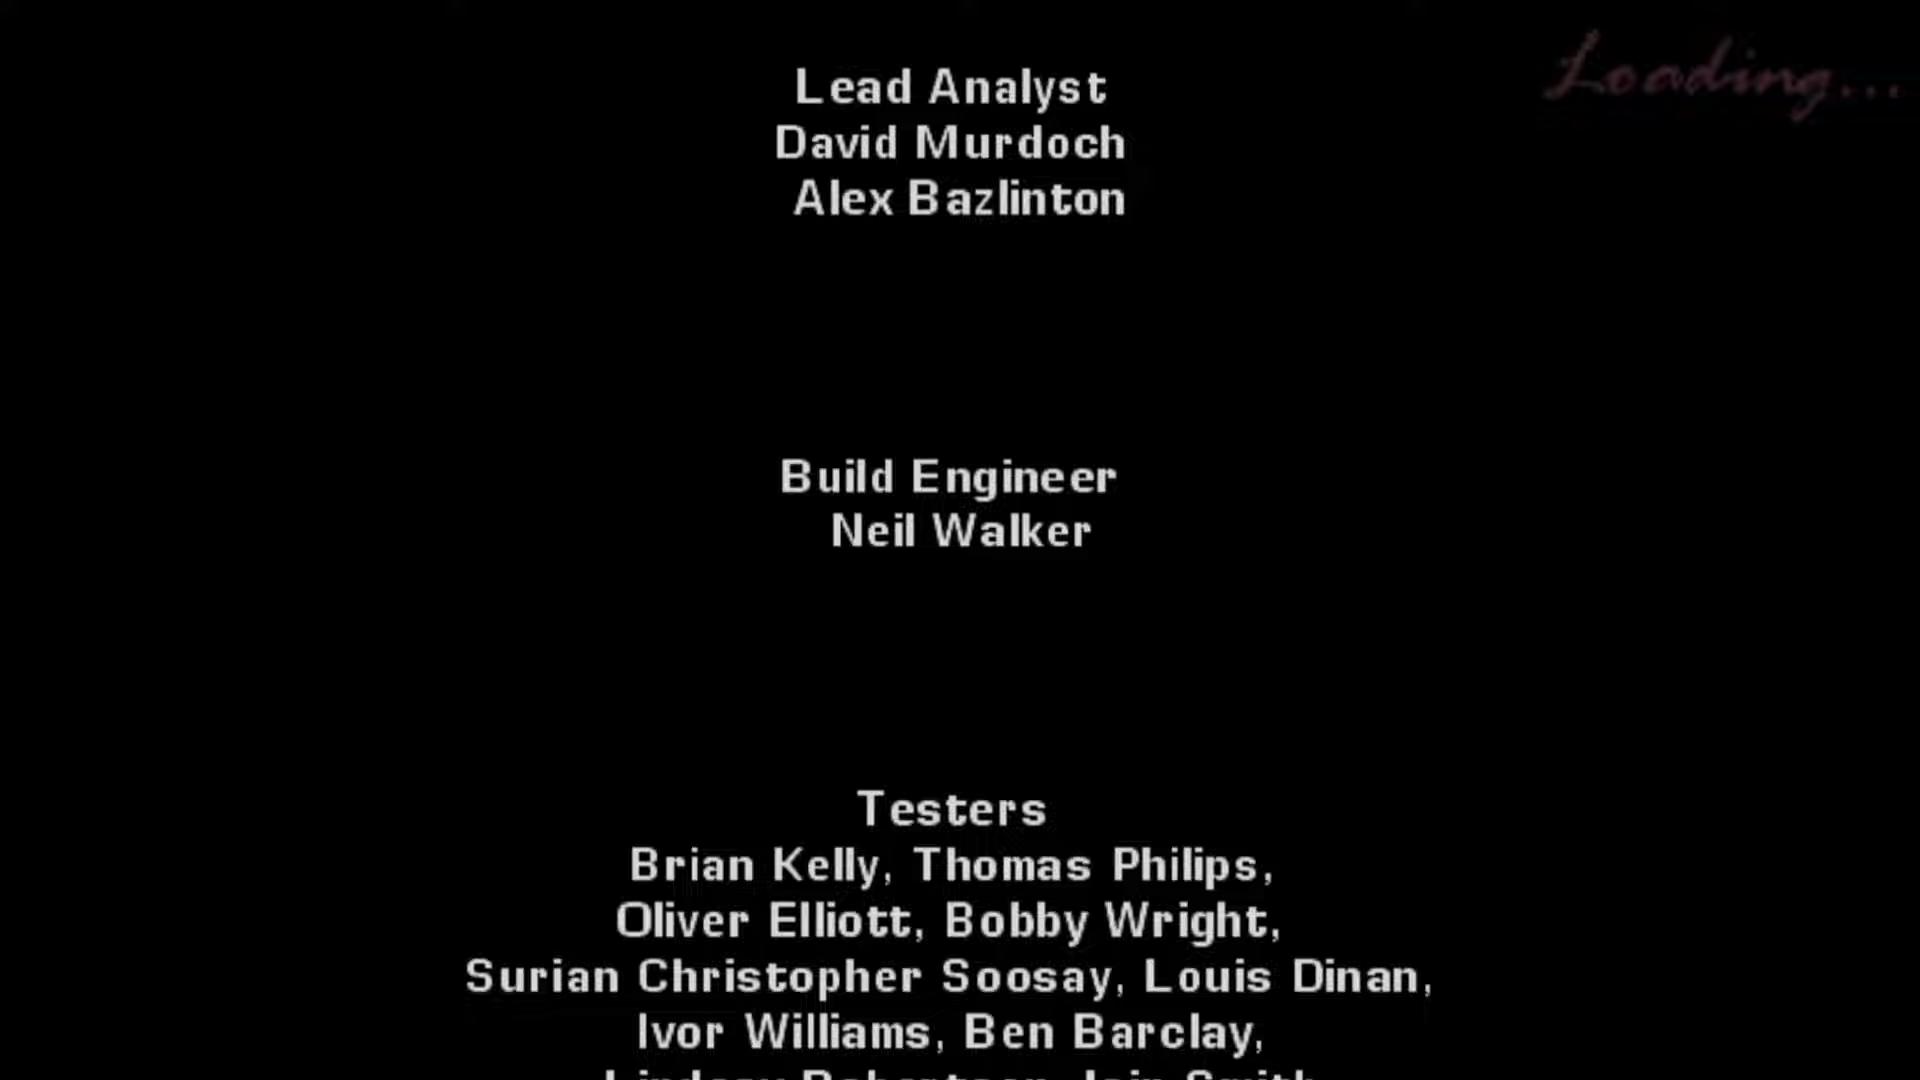 Loading...
Lead Analyst
David Murdoch
Alex Bazlinton
Build Engineer
Neil Walker
Testers
Brian Kelly, Thomas Philips,
Oliver Elliott, Bobby Wright,
Surian Christopher Soosay, Louis Dinan,
Ivor Williams, Ben Barclay,